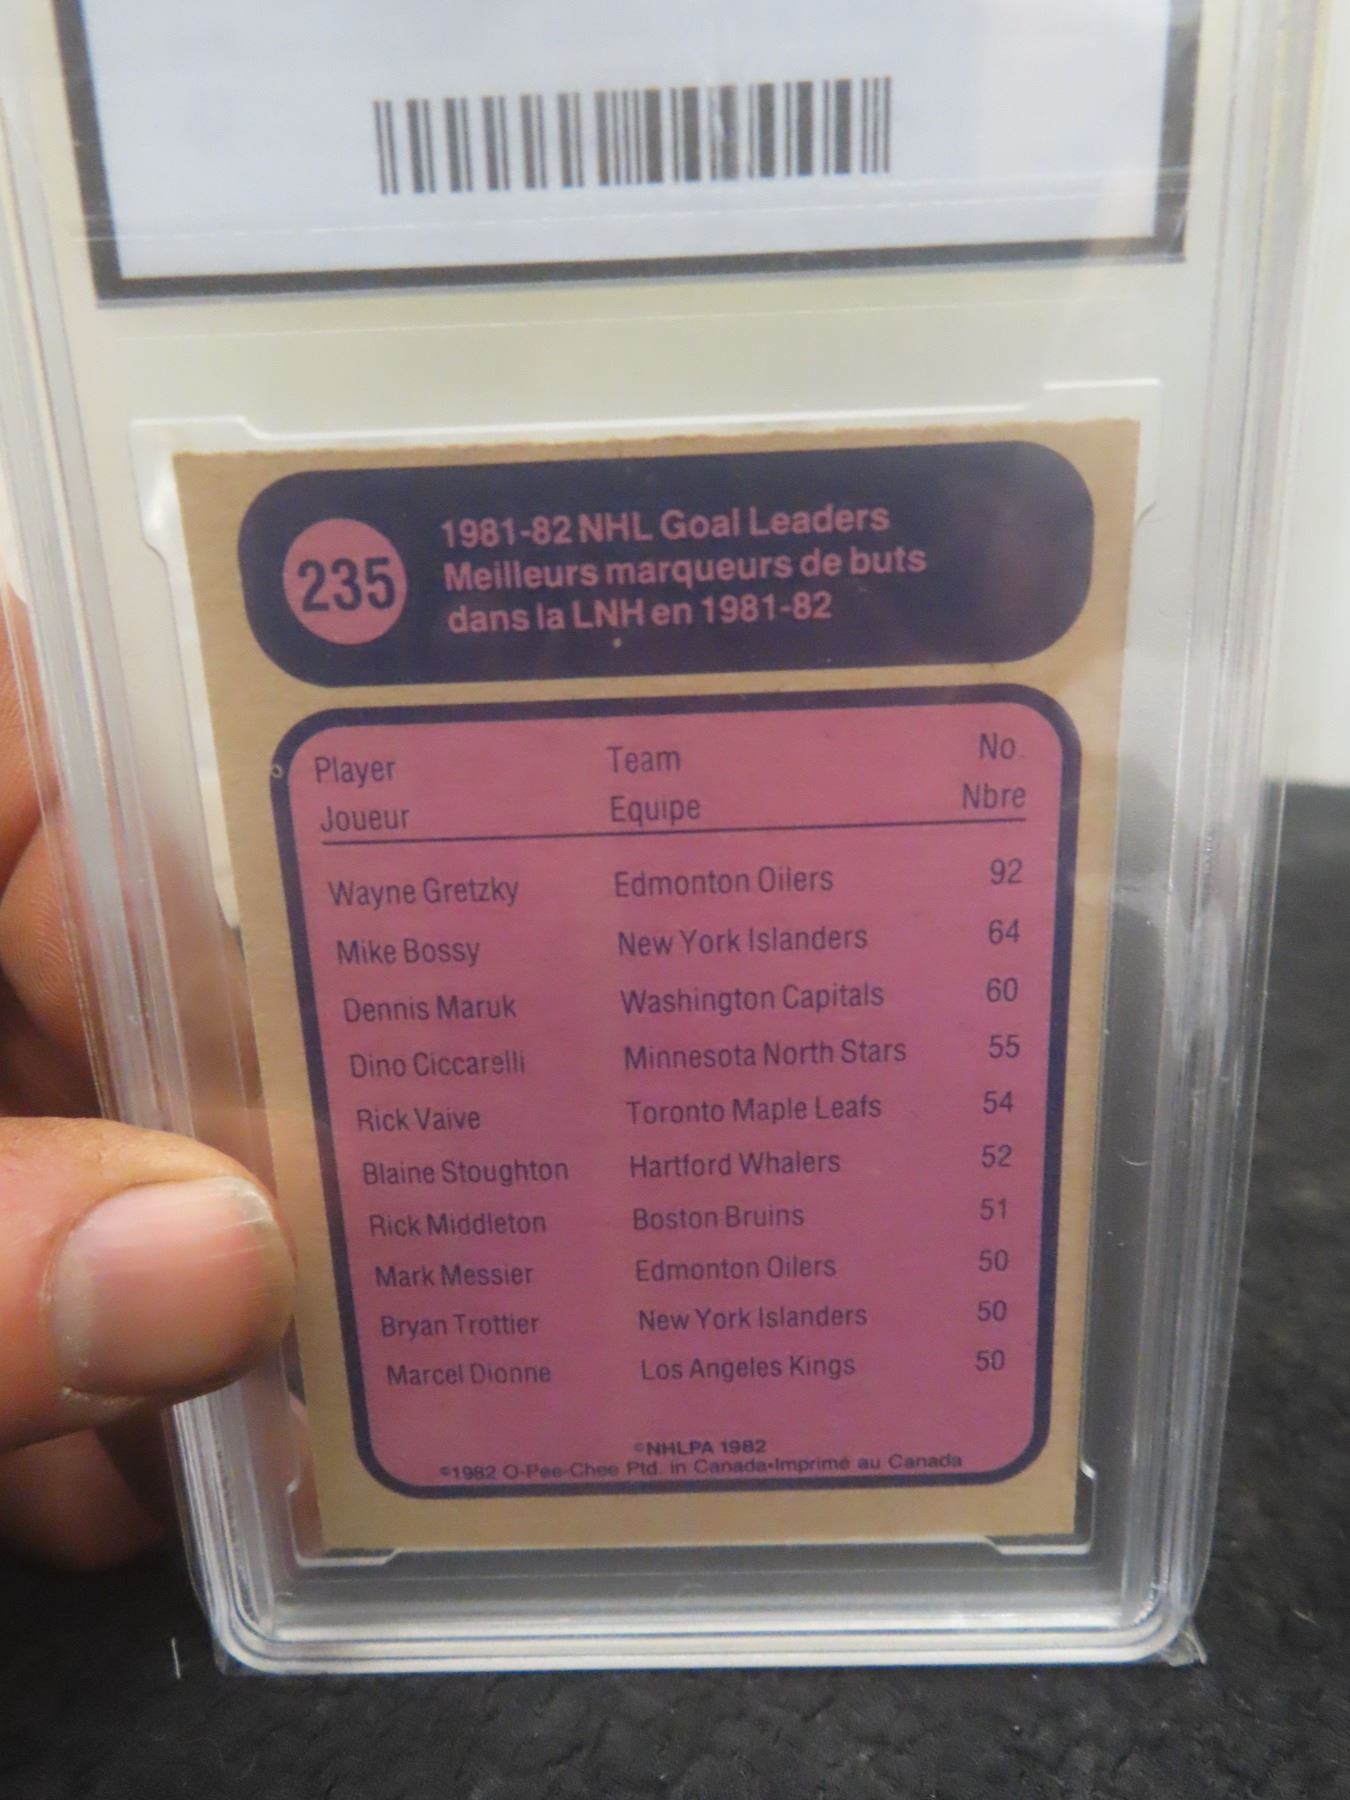 235
1981-82 NHL Goal Leaders
Meilleurs marqueurs de buts
dans la LNH en 1981-82
Player Team No.
Joueur Equipe Nbre
Wayne Gretzky Edmonton Oilers 92
Mike Bossy New York Islanders 64
Dennis Maruk Washington Capitals 60
Dino Ciccarelli Minnesota North Stars 55
Rick Vaive Toronto Maple Leafs 54
Blaine Stoughton Hartford Whalers 52
Rick Middleton Boston Bruins 51
Mark Messier Edmonton Oilers 50
Bryan Trottier New York Islanders 50
Marcel Dionne Los Angeles Kings 50
©NHLPA 1982
©1982 O-Pee-Chee Ptd. in Canada•Imprimé au Canada